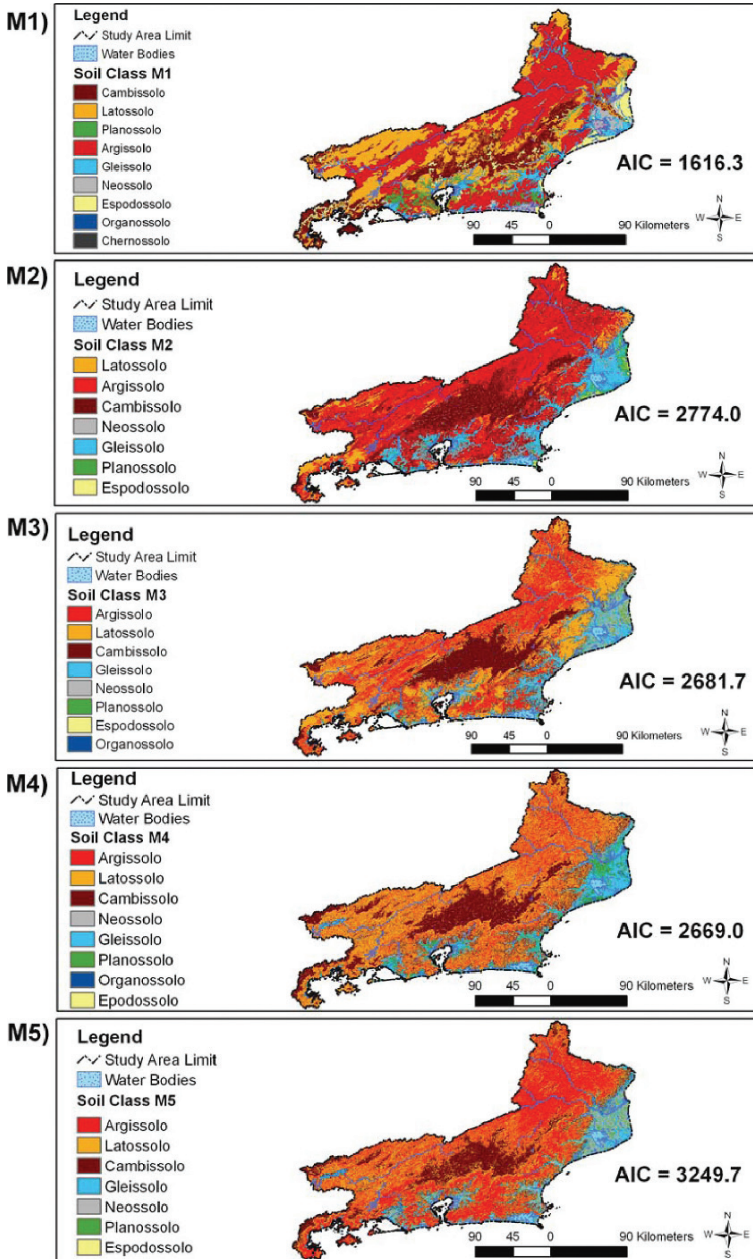 M1)
Legend
Study Area Limit
Water Bodies
Soil Class M1
Cambissolo
Latossolo
Planossolo
Argissolo
Gleissolo
Neossolo
Espodossolo
Organossolo
Chernossolo
AIC = 1616.3
N
W E
S
90 45 0 90 Kilometers
M2)
Legend
Study Area Limit
Water Bodies
Soil Class M2
Latossolo
Argissolo
Cambissolo
Neossolo
Gleissolo
Planossolo
Espodossolo
AIC = 2774.0
N
W E
S
90 45 0 90 Kilometers
M3)
Legend
Study Area Limit
Water Bodies
Soil Class M3
Argissolo
Latossolo
Cambissolo
Gleissolo
Neossolo
Planossolo
Espodossolo
Organossolo
AIC = 2681.7
N
W E
S
90 45 0 90 Kilometers
M4)
Legend
Study Area Limit
Water Bodies
Soil Class M4
Argissolo
Latossolo
Cambissolo
Neossolo
Gleissolo
Planossolo
Organossolo
Epodossolo
AIC = 2669.0
N
W E
S
90 45 0 90 Kilometers
M5)
Legend
Study Area Limit
Water Bodies
Soil Class M5
Argissolo
Latossolo
Cambissolo
Gleissolo
Neossolo
Planossolo
Espodossolo
AIC = 3249.7
N
W E
S
90 45 0 90 Kilometers